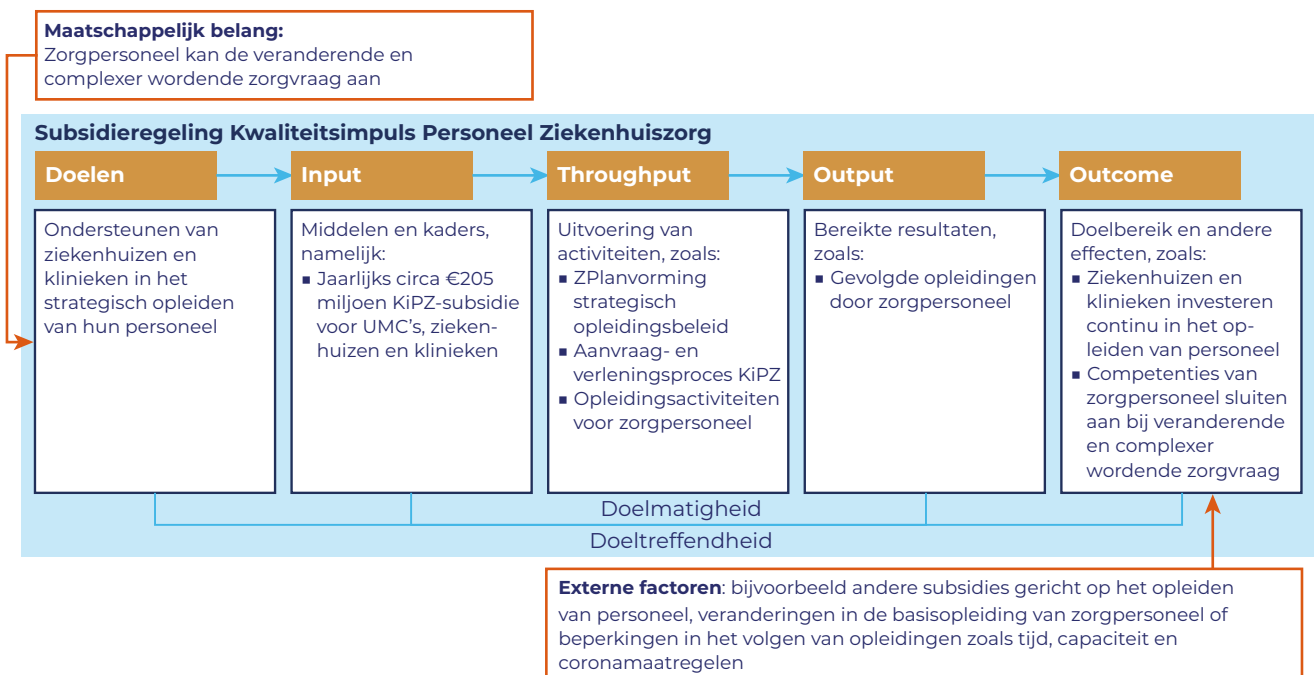 Maatschappelijk belang:
Zorgpersoneel kan de veranderende en
complexer wordende zorgvraag aan
Subsidieregeling Kwaliteitsimpuls Personeel Ziekenhuiszorg
Doelen
Ondersteunen van
ziekenhuizen en
klinieken in het
strategisch opleiden
van hun personeel
Input
Middelen en kaders,
namelijk:
▪ Jaarlijks circa €205
miljoen KiPZ-subsidie
voor UMC's, zieken-
huizen en klinieken
Throughput
Uitvoering van
activiteiten, zoals:
▪ ZPlanvorming
strategisch
opleidingsbeleid
▪ Aanvraag- en
verleningsproces KiPZ
▪ Opleidingsactiviteiten
voor zorgpersoneel
Output
Bereikte resultaten,
zoals:
▪ Gevolgde opleidingen
door zorgpersoneel
Outcome
Doelbereik en andere
effecten, zoals:
▪ Ziekenhuizen en
klinieken investeren
continu in het op-
leiden van personeel
▪ Competenties van
zorgpersoneel sluiten
aan bij veranderende
en complexer
wordende zorgvraag
Doelmatigheid
Doeltreffendheid
Externe factoren: bijvoorbeeld andere subsidies gericht op het opleiden
van personeel, veranderingen in de basisopleiding van zorgpersoneel of
beperkingen in het volgen van opleidingen zoals tijd, capaciteit en
coronamaatregelen